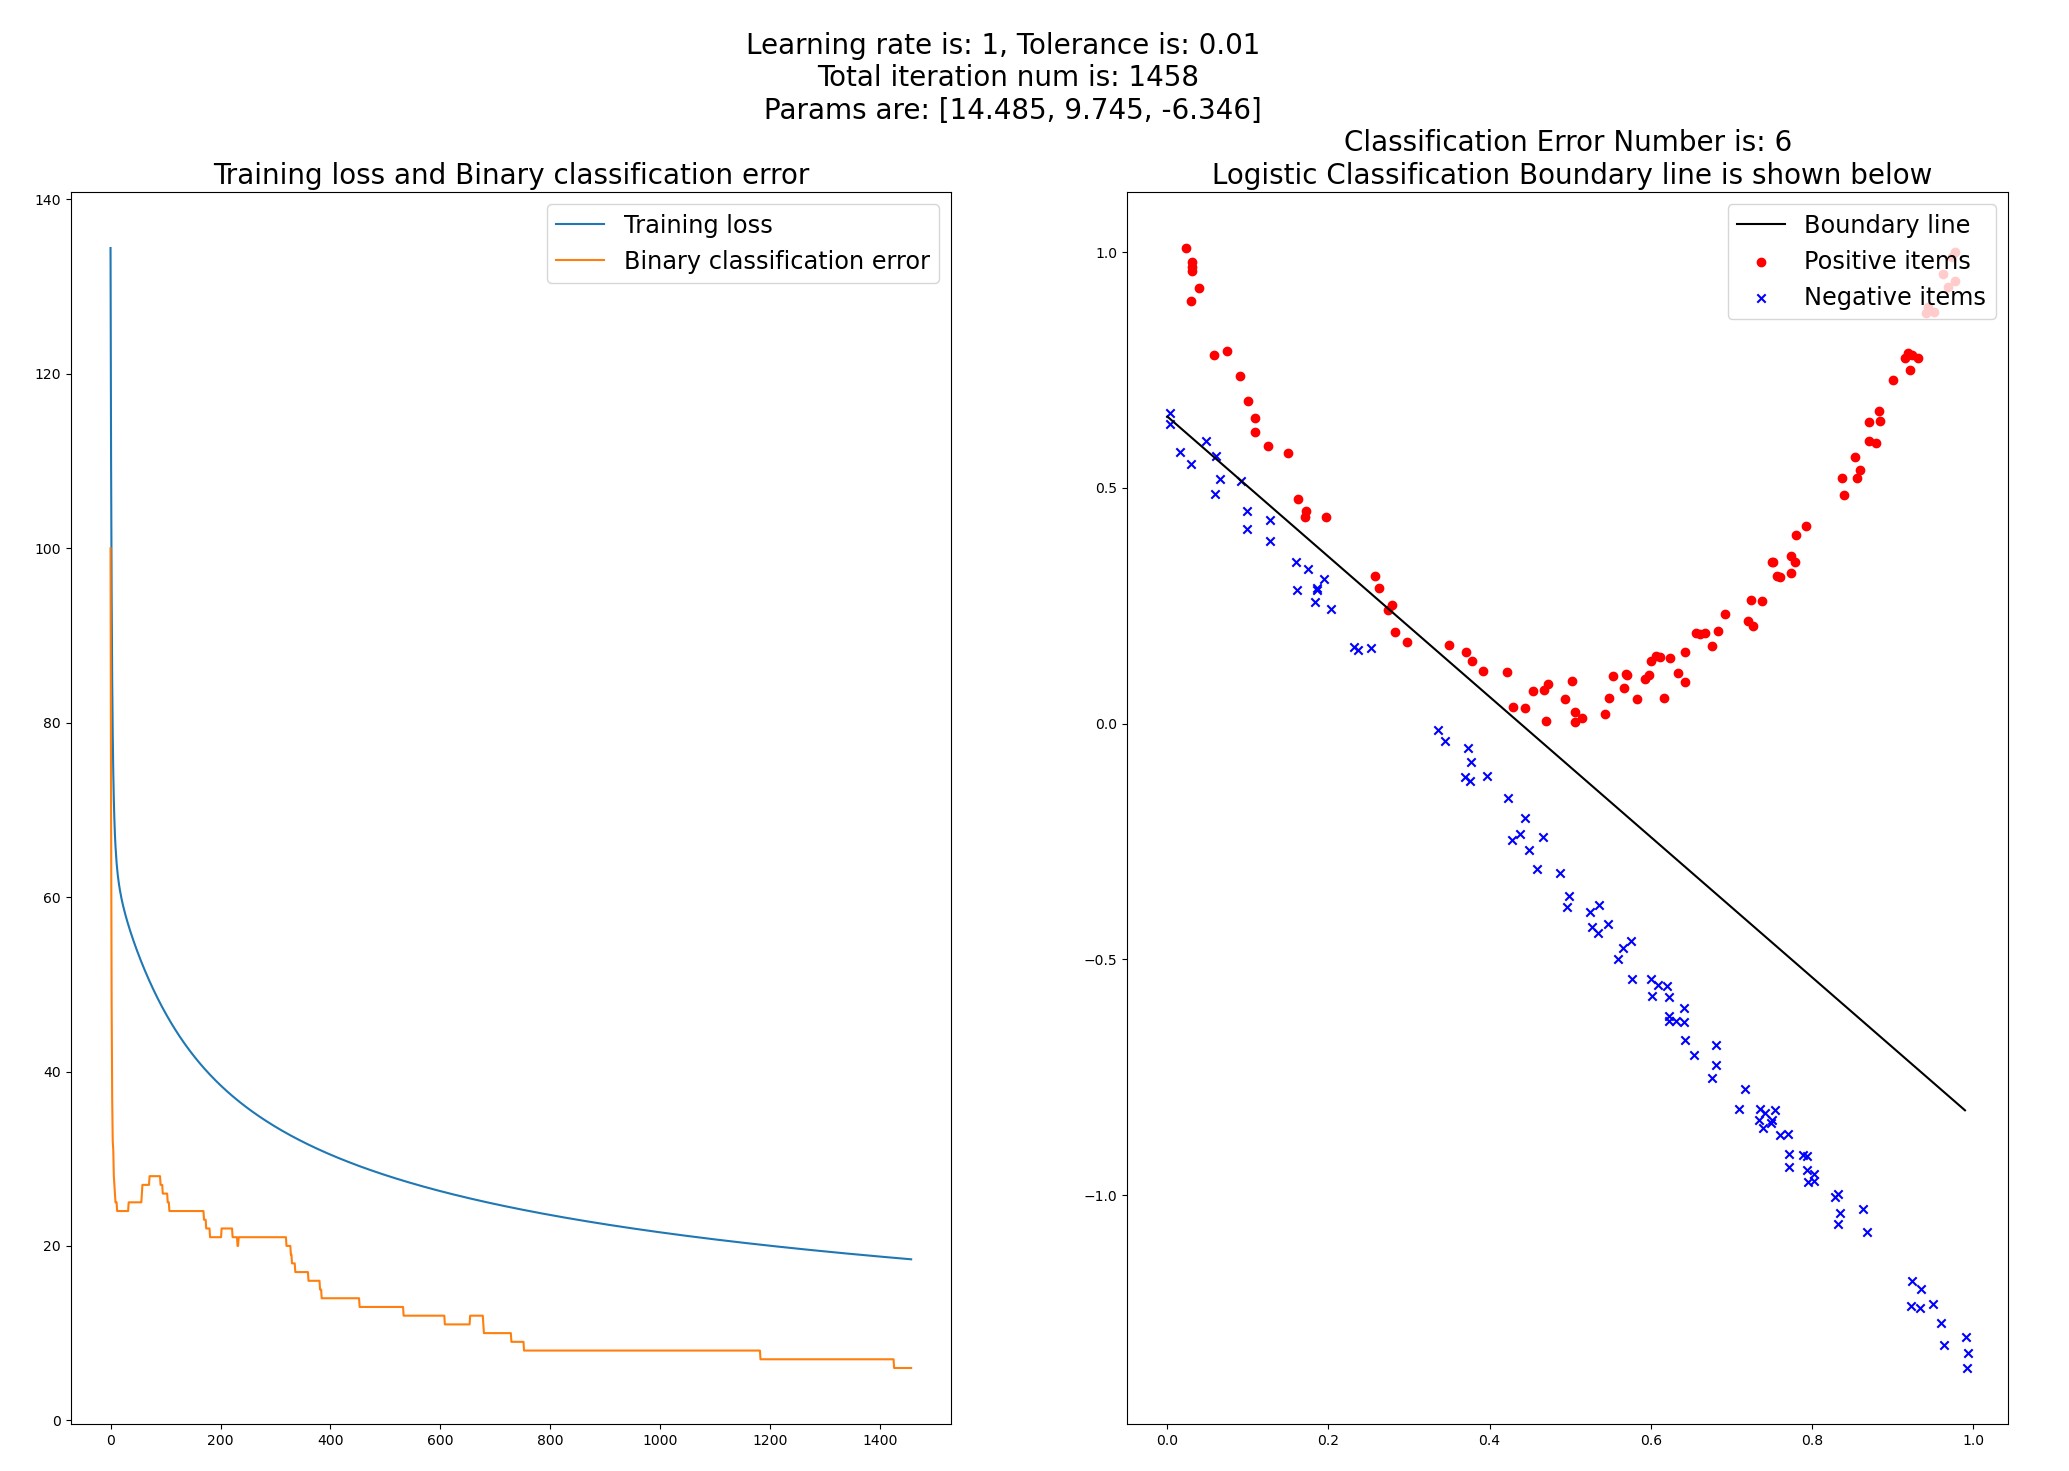 Learning rate is: 1, Tolerance is: 0.01
Total iteration num is: 1458
Params are: [14.485, 9.745, -6.346]
Training loss and Binary classification error
140
120
100
80
60
40
20
0
0 200 400 600 800 1000 1200 1400
Training loss
Binary classification error
Classification Error Number is: 6
Logistic Classification Boundary line is shown below
1.0
0.5
0.0
−0.5
−1.0
0.0 0.2 0.4 0.6 0.8 1.0
Boundary line
Positive items
Negative items